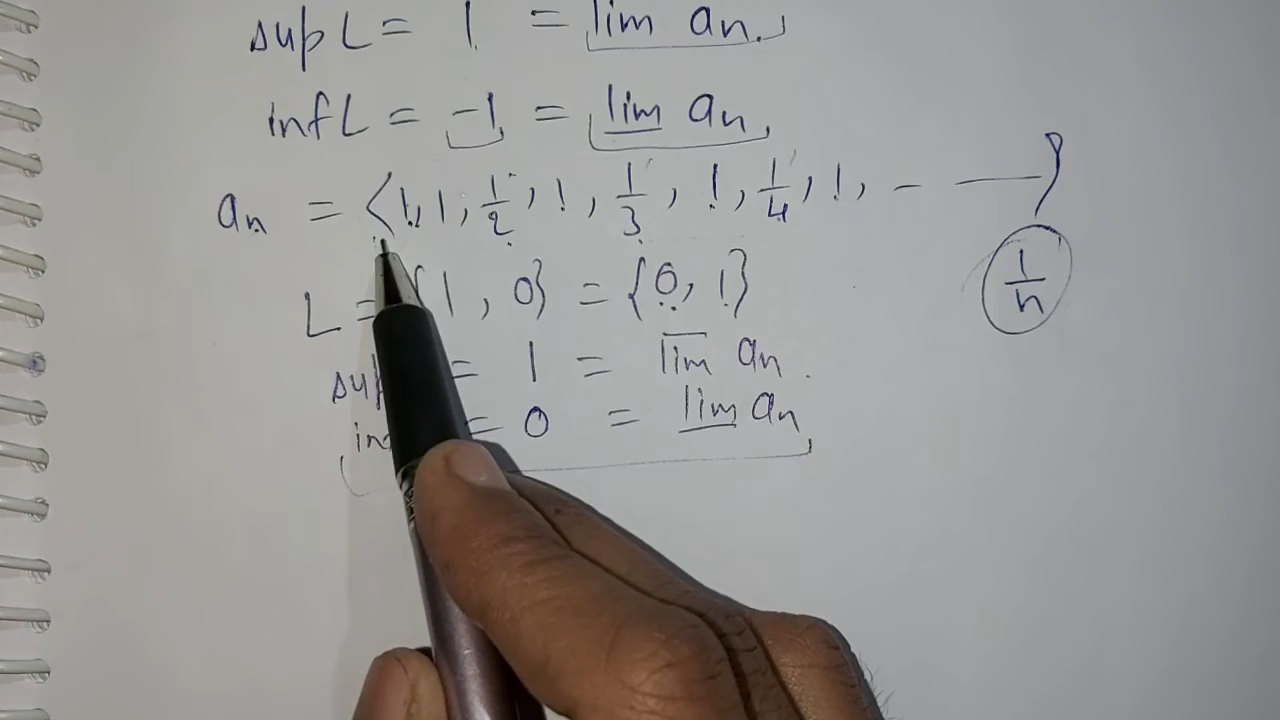 sup L = 1 = lim an.
inf L = -1 = lim an,
an = <1, 1, 1/2, 1, 1/3, 1, 1/4, 1, - —>
1/n
L = {1, 0} = {0, 1}
sup = 1 = lim an.
= 0 = lim an,